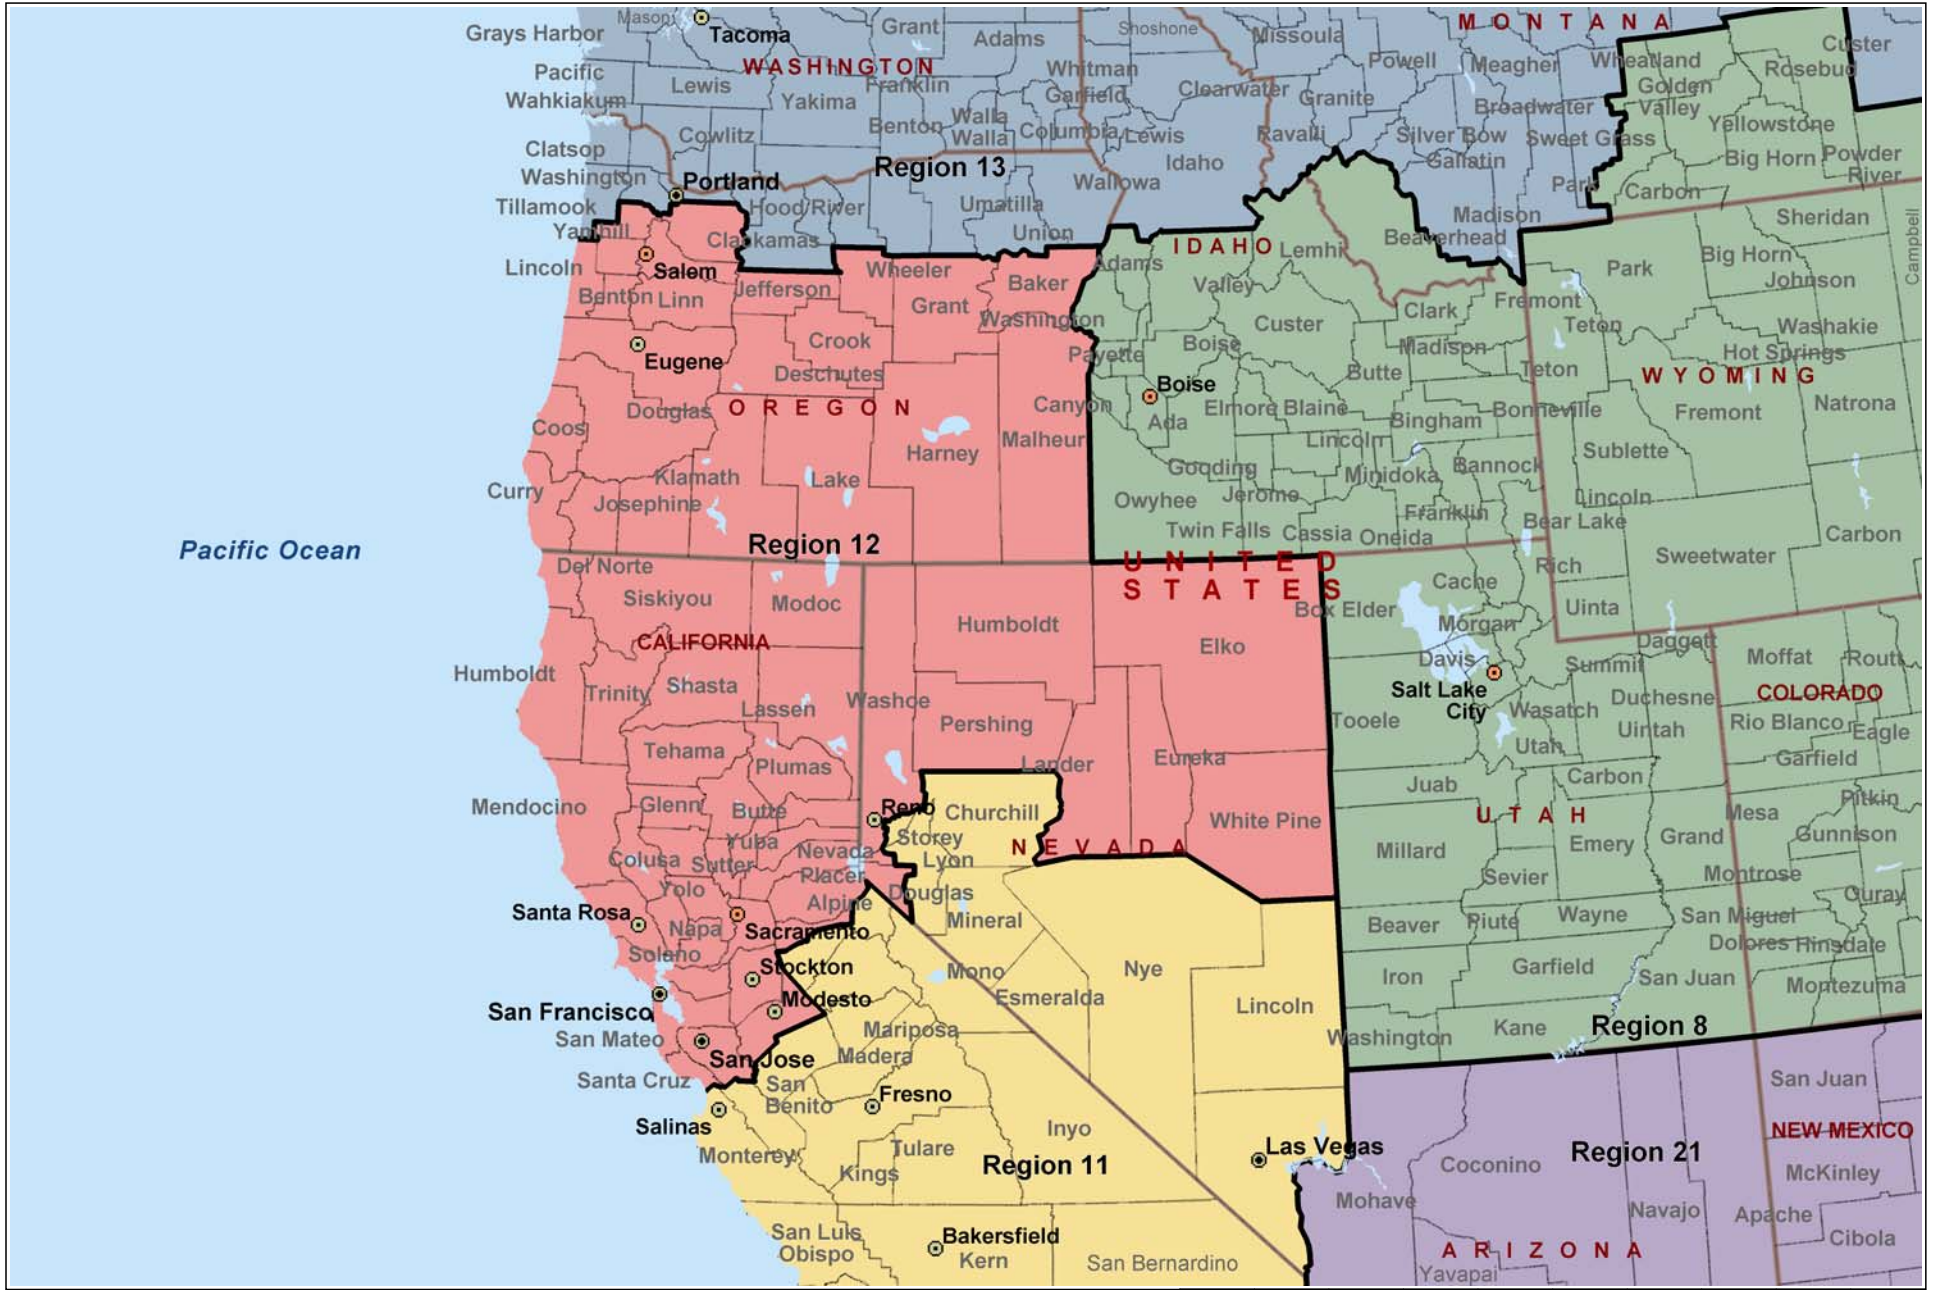 Mason
Tacoma
Grant
Adams
Shoshone
Missoula
MONTANA
Custer
Grays Harbor
WASHINGTON
Whitman
Powell
Meagher
Wheatland
Rosebud
Pacific
Lewis
Franklin
Garfield
Clearwater
Granite
Golden
Valley
Wahkiakum
Yakima
Walla
Walla
Benton
Columbia
Lewis
Broadwater
Yellowstone
Cowlitz
Ravalli
Silver Bow
Sweet Grass
Clatsop
Region 13
Idaho
Gallatin
Big Horn
Powder
River
Washington
Portland
Wallowa
Park
Carbon
Tillamook
Hood River
Umatilla
Madison
Sheridan
Yamhill
Clackamas
Union
IDAHO
Lemhi
Beaverhead
Campbell
Lincoln
Salem
Wheeler
Adams
Park
Big Horn
Benton
Linn
Jefferson
Grant
Baker
Valley
Johnson
Washington
Custer
Clark
Fremont
Teton
Washakie
Eugene
Crook
Payette
Boise
Madison
Hot Springs
Deschutes
Boise
Butte
Teton
WYOMING
Douglas
OREGON
Canyon
Ada
Elmore
Blaine
Bingham
Bonneville
Fremont
Natrona
Coos
Harney
Malheur
Lincoln
Sublette
Klamath
Lake
Gooding
Minidoka
Bannock
Curry
Josephine
Owyhee
Jerome
Franklin
Lincoln
Twin Falls
Cassia
Oneida
Bear Lake
Carbon
Pacific Ocean
Region 12
UNITED
STATES
Rich
Sweetwater
Del Norte
Siskiyou
Modoc
Humboldt
Box Elder
Cache
Uinta
CALIFORNIA
Elko
Morgan
Daggett
Humboldt
Trinity
Shasta
Lassen
Washoe
Davis
Summit
Moffat
Routt
Salt Lake
City
Wasatch
Duchesne
COLORADO
Pershing
Tooele
Uintah
Rio Blanco
Eagle
Tehama
Plumas
Lander
Eureka
Utah
Garfield
Juab
Carbon
Mendocino
Glenn
Butte
Reno
Churchill
White Pine
UTAH
Mesa
Pitkin
Yuba
Storey
NEVADA
Emery
Grand
Gunnison
Colusa
Sutter
Nevada
Lyon
Millard
Placer
Sevier
Montrose
Yolo
Alpine
Douglas
Ouray
Santa Rosa
Napa
Sacramento
Mineral
Beaver
Piute
Wayne
San Miguel
Solano
Dolores
Hinsdale
Stockton
Mono
Nye
Iron
Garfield
San Juan
Montezuma
San Francisco
Modesto
Esmeralda
Lincoln
San Mateo
Mariposa
Washington
Kane
Region 8
San Jose
Madera
Santa Cruz
San
Benito
Fresno
San Juan
Salinas
Inyo
NEW MEXICO
Monterey
Tulare
Las Vegas
Kings
Region 11
Coconino
Region 21
McKinley
Mohave
Navajo
Apache
San Luis
Obispo
Bakersfield
Kern
San Bernardino
ARIZONA
Cibola
Yavapai